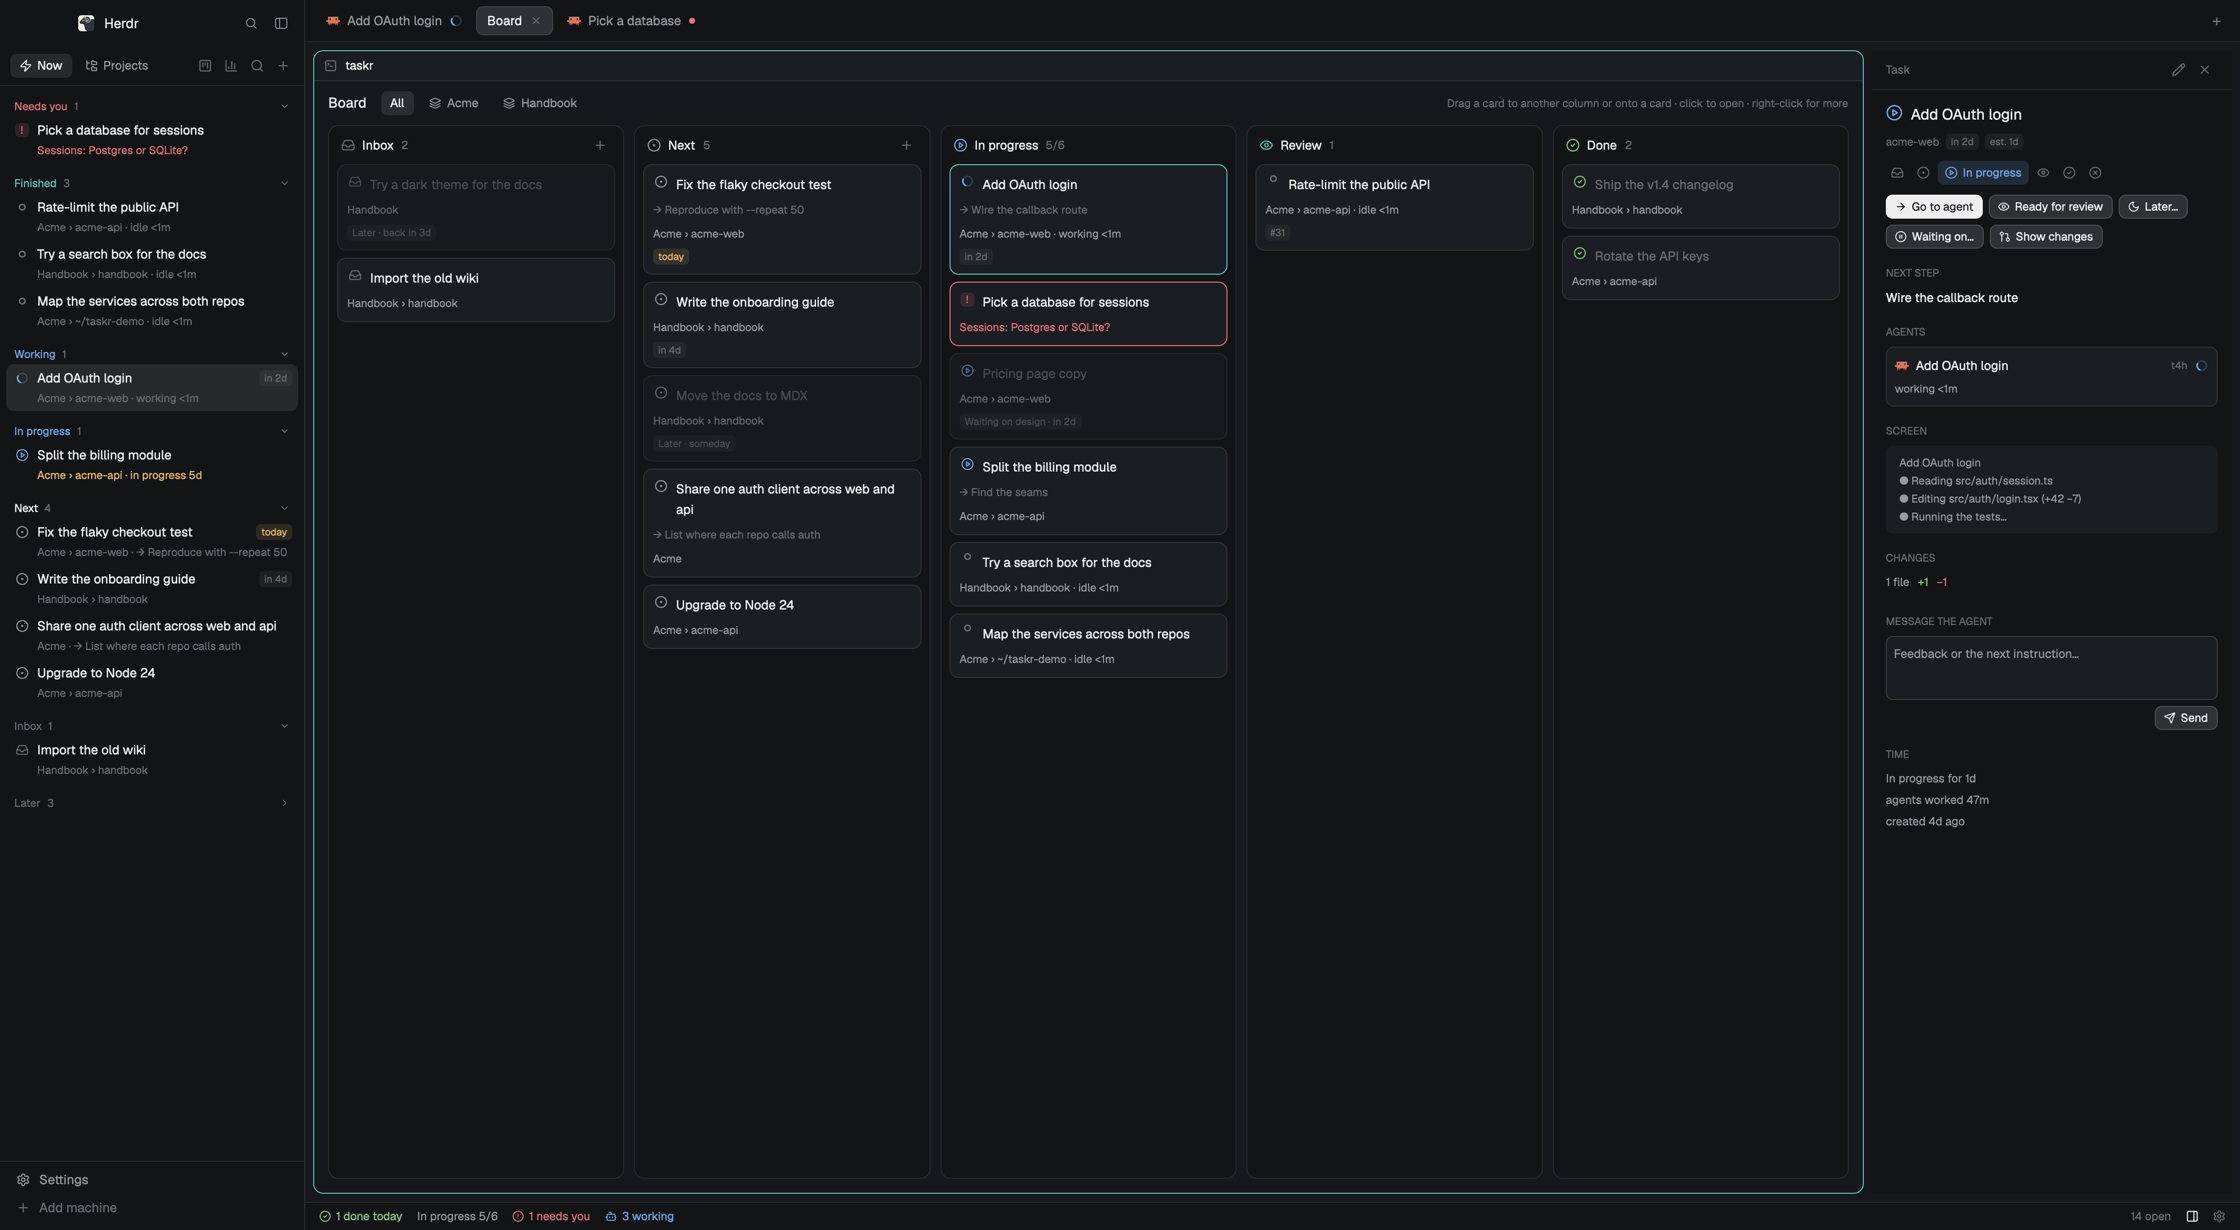 Herdr
Now
Projects
Needs you 1
Pick a database for sessions
Sessions: Postgres or SQLite?
Finished 3
Rate-limit the public API
Acme › acme-api · idle <1m
Try a search box for the docs
Handbook › handbook · idle <1m
Map the services across both repos
Acme › ~/taskr-demo · idle <1m
Working 1
Add OAuth login in 2d
Acme › acme-web · working <1m
In progress 1
Split the billing module
Acme › acme-api · in progress 5d
Next 4
Fix the flaky checkout test today
Acme › acme-web · → Reproduce with --repeat 50
Write the onboarding guide in 4d
Handbook › handbook
Share one auth client across web and api
Acme · → List where each repo calls auth
Upgrade to Node 24
Acme › acme-api
Inbox 1
Import the old wiki
Handbook › handbook
Later 3
Settings
Add machine
Add OAuth login
Board
Pick a database
taskr
Board All Acme Handbook
Drag a card to another column or onto a card · click to open · right-click for more
Inbox 2
Try a dark theme for the docs
Handbook
Later · back in 3d
Import the old wiki
Handbook › handbook
Next 5
Fix the flaky checkout test
→ Reproduce with --repeat 50
Acme › acme-web
today
Write the onboarding guide
Handbook › handbook
in 4d
Move the docs to MDX
Handbook › handbook
Later · someday
Share one auth client across web and
api
→ List where each repo calls auth
Acme
Upgrade to Node 24
Acme › acme-api
In progress 5/6
Add OAuth login
→ Wire the callback route
Acme › acme-web · working <1m
in 2d
Pick a database for sessions
Sessions: Postgres or SQLite?
Pricing page copy
Acme › acme-web
Waiting on design · in 2d
Split the billing module
→ Find the seams
Acme › acme-api
Try a search box for the docs
Handbook › handbook · idle <1m
Map the services across both repos
Acme › ~/taskr-demo · idle <1m
Review 1
Rate-limit the public API
Acme › acme-api · idle <1m
#31
Done 2
Ship the v1.4 changelog
Handbook › handbook
Rotate the API keys
Acme › acme-api
Task
Add OAuth login
acme-web in 2d est. 1d
In progress
→ Go to agent
Ready for review
Later…
Waiting on…
Show changes
NEXT STEP
Wire the callback route
AGENTS
Add OAuth login t4h
working <1m
SCREEN
Add OAuth login
● Reading src/auth/session.ts
● Editing src/auth/login.tsx (+42 −7)
● Running the tests…
CHANGES
1 file +1 −1
MESSAGE THE AGENT
Feedback or the next instruction…
Send
TIME
In progress for 1d
agents worked 47m
created 4d ago
1 done today
In progress 5/6
1 needs you
3 working
14 open